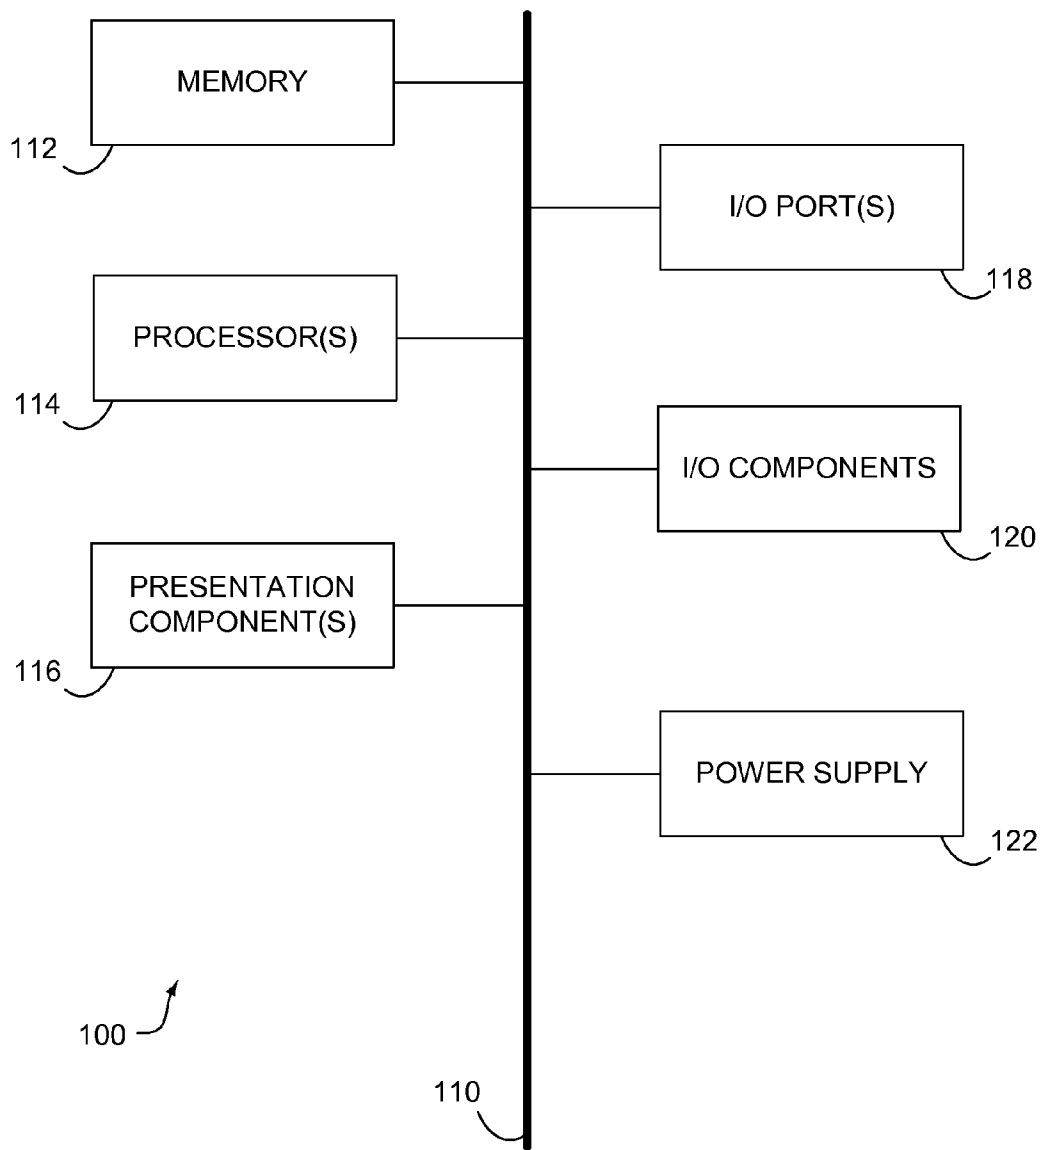 MEMORY
112
I/O PORT(S)
118
PROCESSOR(S)
114
I/O COMPONENTS
120
PRESENTATION
COMPONENT(S)
116
POWER SUPPLY
122
100
110